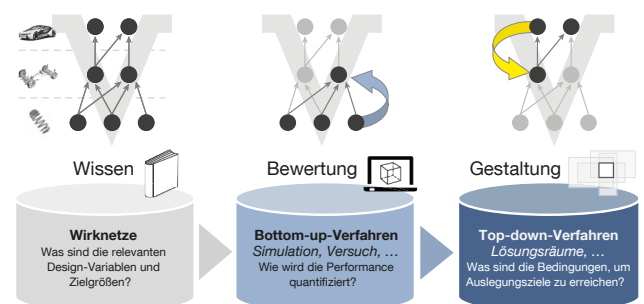 Wissen
Bewertung
Gestaltung
Wirknetze
Was sind die relevanten
Design-Variablen und
Zielgrößen?
Bottom-up-Verfahren
Simulation, Versuch, …
Wie wird die Performance
quantifiziert?
Top-down-Verfahren
Lösungsräume, …
Was sind die Bedingungen, um
Auslegungsziele zu erreichen?